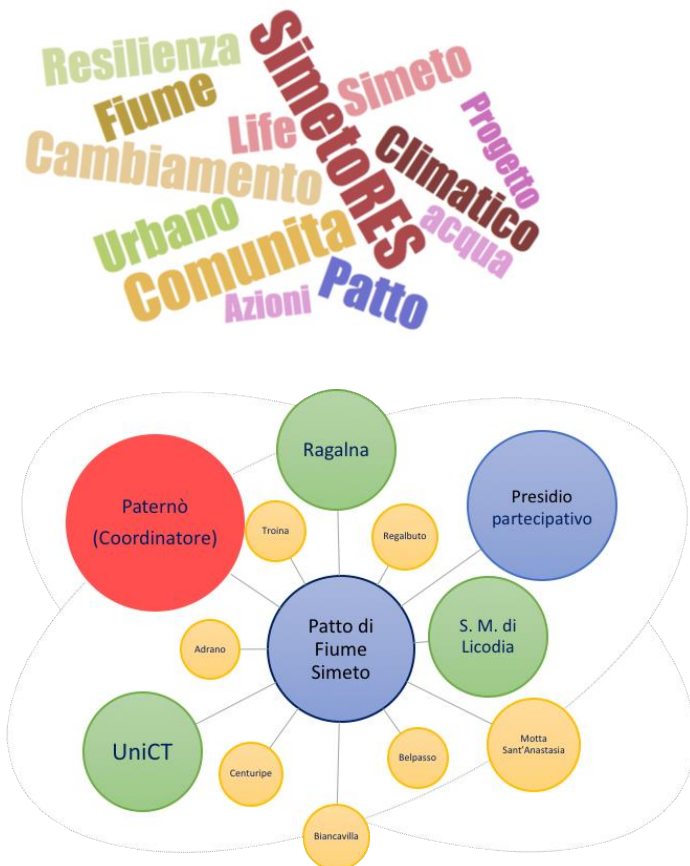 Resilienza
Fiume
Cambiamento
Life
SimetoRES
Simeto
Progetto
Climatico
acqua
Urbano
Comunita
Azioni
Patto
Ragalna
Paternò
(Coordinatore)
Troina
Regalbuto
Presidio
partecipativo
Patto di
Fiume
Simeto
S. M. di
Licodia
Adrano
UniCT
Centuripe
Belpasso
Motta
Sant'Anastasia
Biancavilla